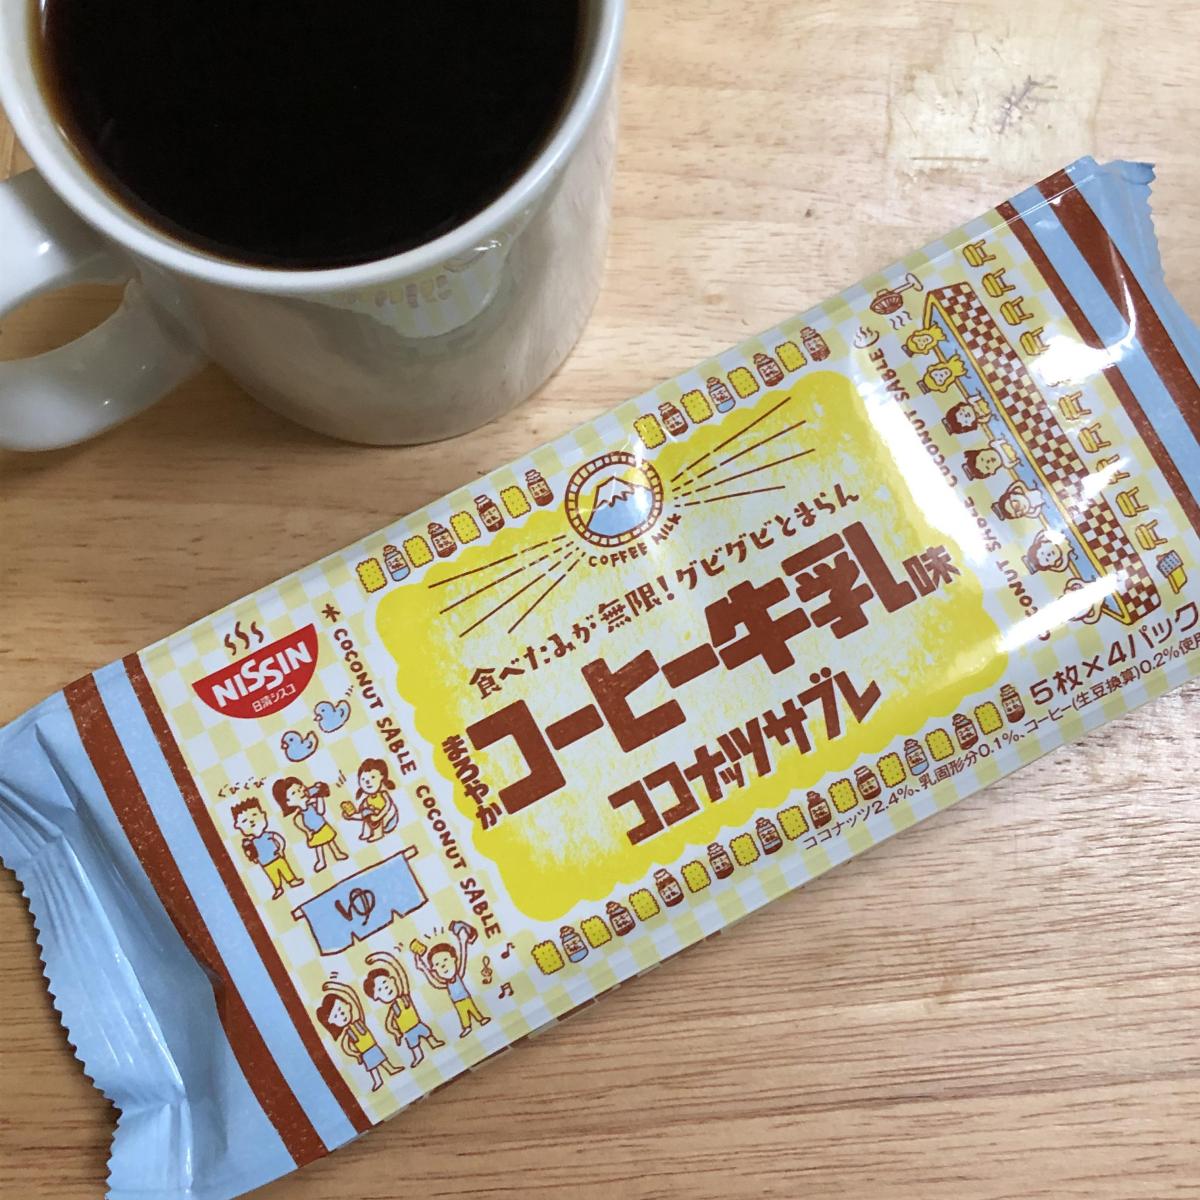 NISSIN
日清シスコ
ぐびぐび
COCONUT SABLE COCONUT SABLE
ゆ
COFFEE MILK
食べたみが無限!グビグビとまらん
まろやか
コーヒー牛乳味
ココナッツサブレ
COCONUT SABLE
5枚×4パック
ココナッツ2.4%、乳固形分0.1%、コーヒー(生豆換算)0.2%使用